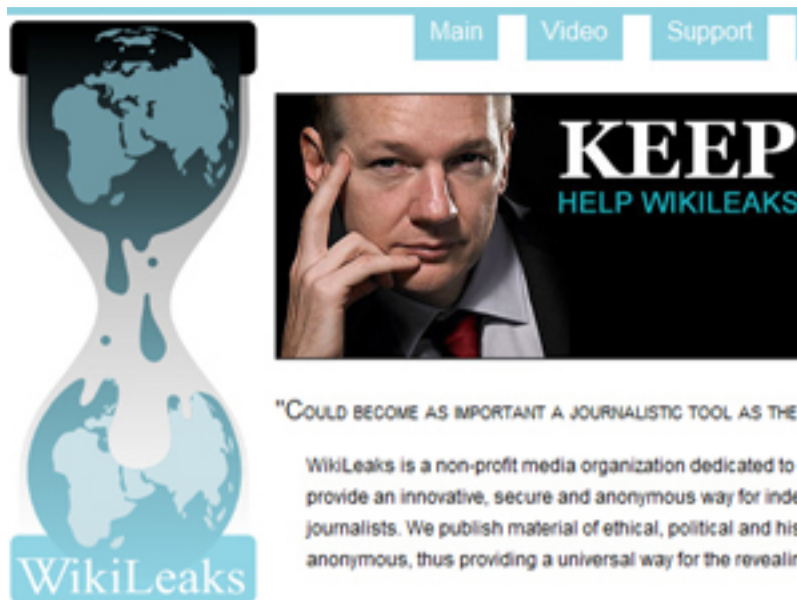 Main Video Support
KEEP
HELP WIKILEAKS
"COULD BECOME AS IMPORTANT A JOURNALISTIC TOOL AS THE
WikiLeaks is a non-profit media organization dedicated to
provide an innovative, secure and anonymous way for inde
journalists. We publish material of ethical, political and his
anonymous, thus providing a universal way for the revealin
WikiLeaks